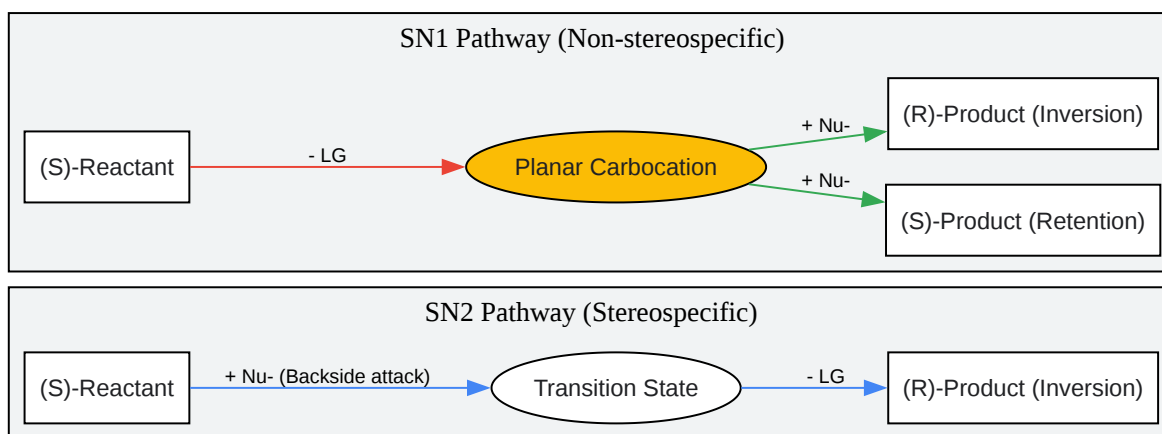 SN1 Pathway (Non-stereospecific)
(S)-Reactant
- LG
Planar Carbocation
+ Nu-
(R)-Product (Inversion)
+ Nu-
(S)-Product (Retention)
SN2 Pathway (Stereospecific)
(S)-Reactant
+ Nu- (Backside attack)
Transition State
- LG
(R)-Product (Inversion)